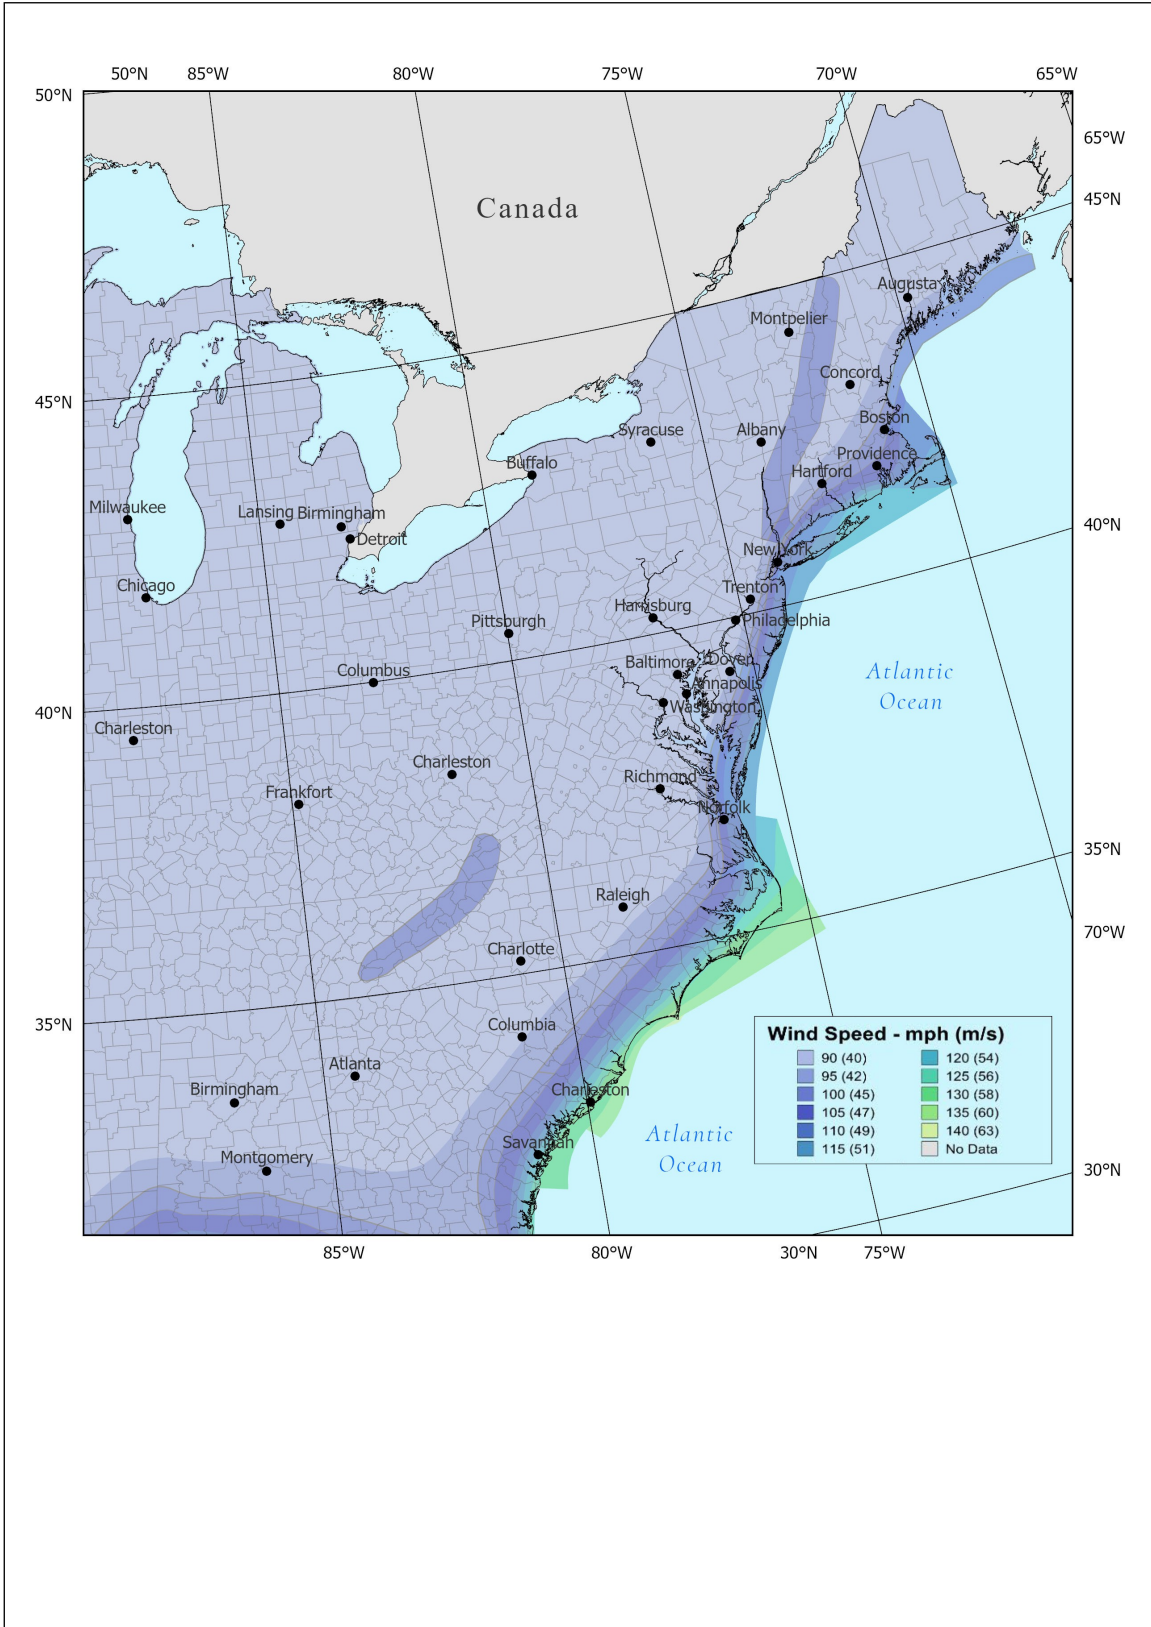 50°N 85°W 80°W 75°W 70°W 65°W
50°N
65°W
45°N
Canada
Augusta
Montpelier
Concord
45°N
Boston
Syracuse
Albany
Providence
Buffalo
Hartford
Milwaukee
Lansing
Birmingham
40°N
Detroit
New York
Chicago
Trenton
Harrisburg
Pittsburgh
Philadelphia
Baltimore
Dover
Columbus
Atlantic
Ocean
Annapolis
Washington
40°N
Charleston
Charleston
Richmond
Frankfort
Norfolk
35°N
Raleigh
70°W
Charlotte
35°N
Columbia
Wind Speed - mph (m/s)
90 (40)
95 (42)
100 (45)
105 (47)
110 (49)
115 (51)
120 (54)
125 (56)
130 (58)
135 (60)
140 (63)
No Data
Atlanta
Birmingham
Charleston
Atlantic
Ocean
Savannah
Montgomery
30°N
85°W 80°W 30°N 75°W